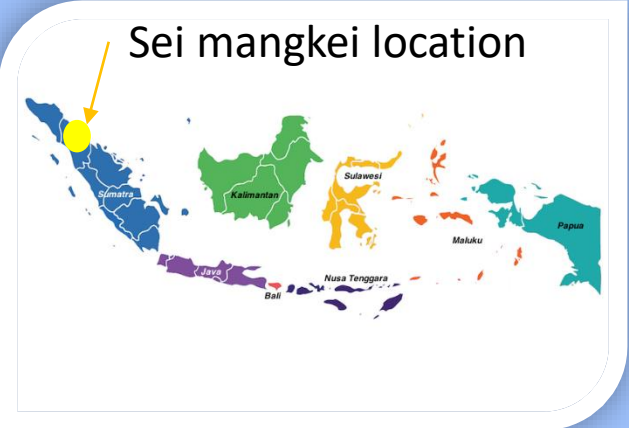 Sei mangkei location
Sumatra
Kalimantan
Sulawesi
Maluku
Papua
Java
Bali
Nusa Tenggara